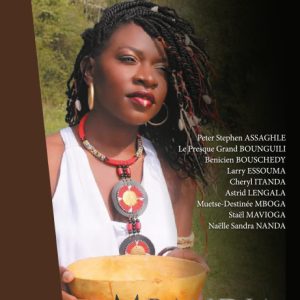 Peter Stephen ASSAGHLE
Le Presque Grand BOUNGUILI
Benicien BOUSCHEDY
Larry ESSOUMA
Cheryl ITANDA
Astrid LENGALA
Muetse-Destinée MBOGA
Staël MAVIOGA
Naëlle Sandra NANDA